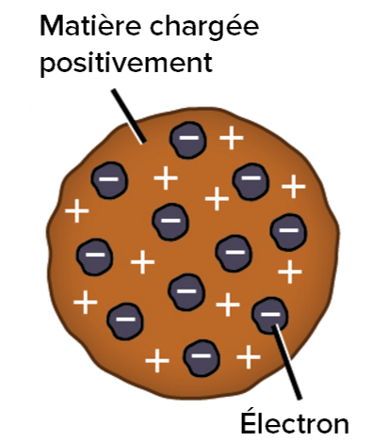 Matière chargée
positivement
Électron